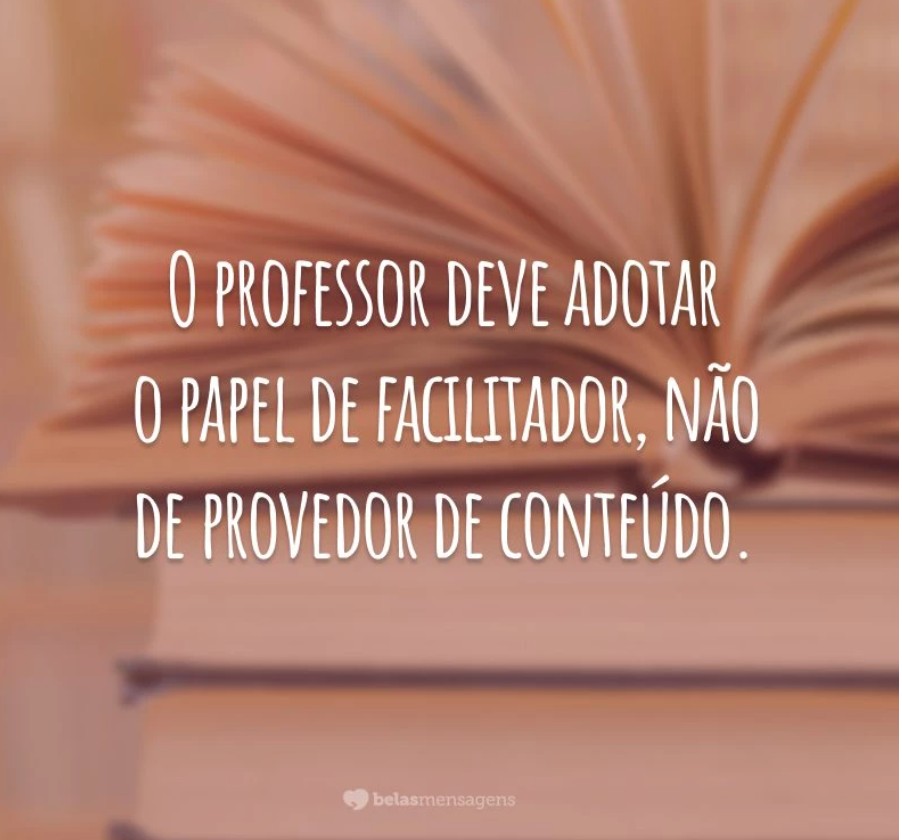 O professor deve adotar
o papel de facilitador, não
de provedor de conteúdo.
belasmensagens